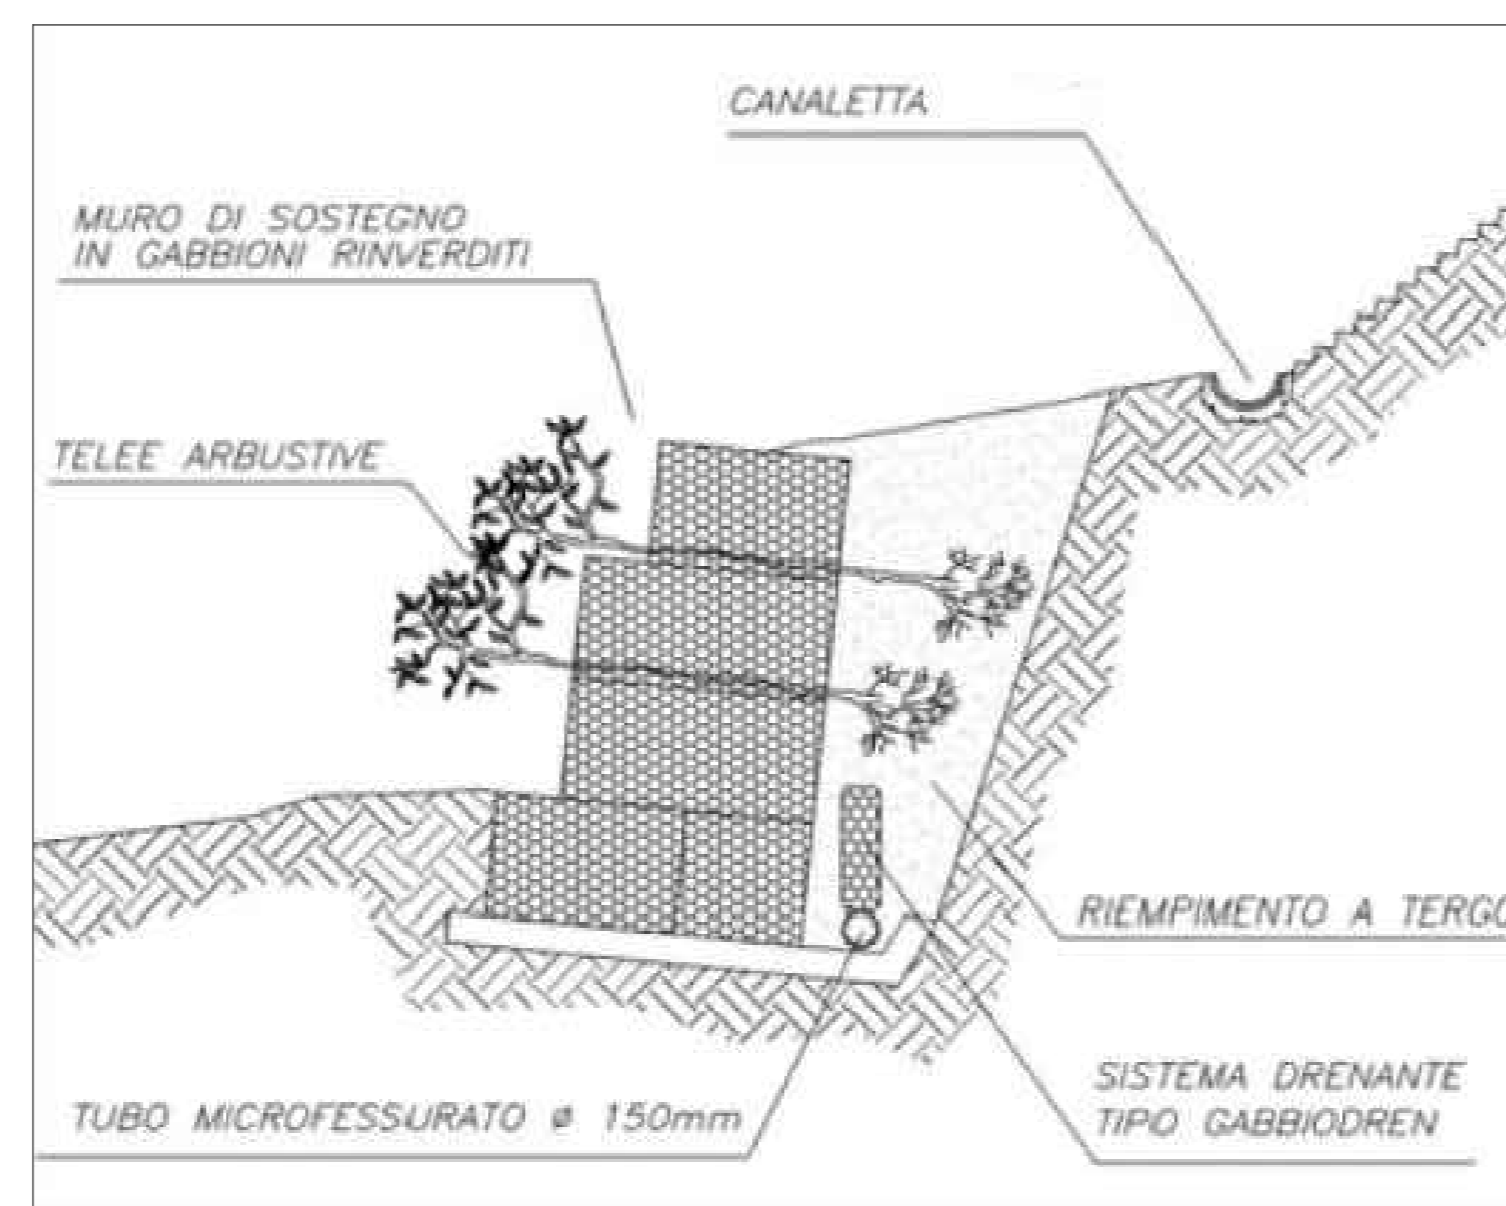 CANALETTA
MURO DI SOSTEGNO
IN GABBIONI RINVERDITI
TELEE ARBUSTIVE
RIEMPIMENTO A TERGO
SISTEMA DRENANTE
TIPO GABBIODREN
TUBO MICROFESSURATO ø 150mm